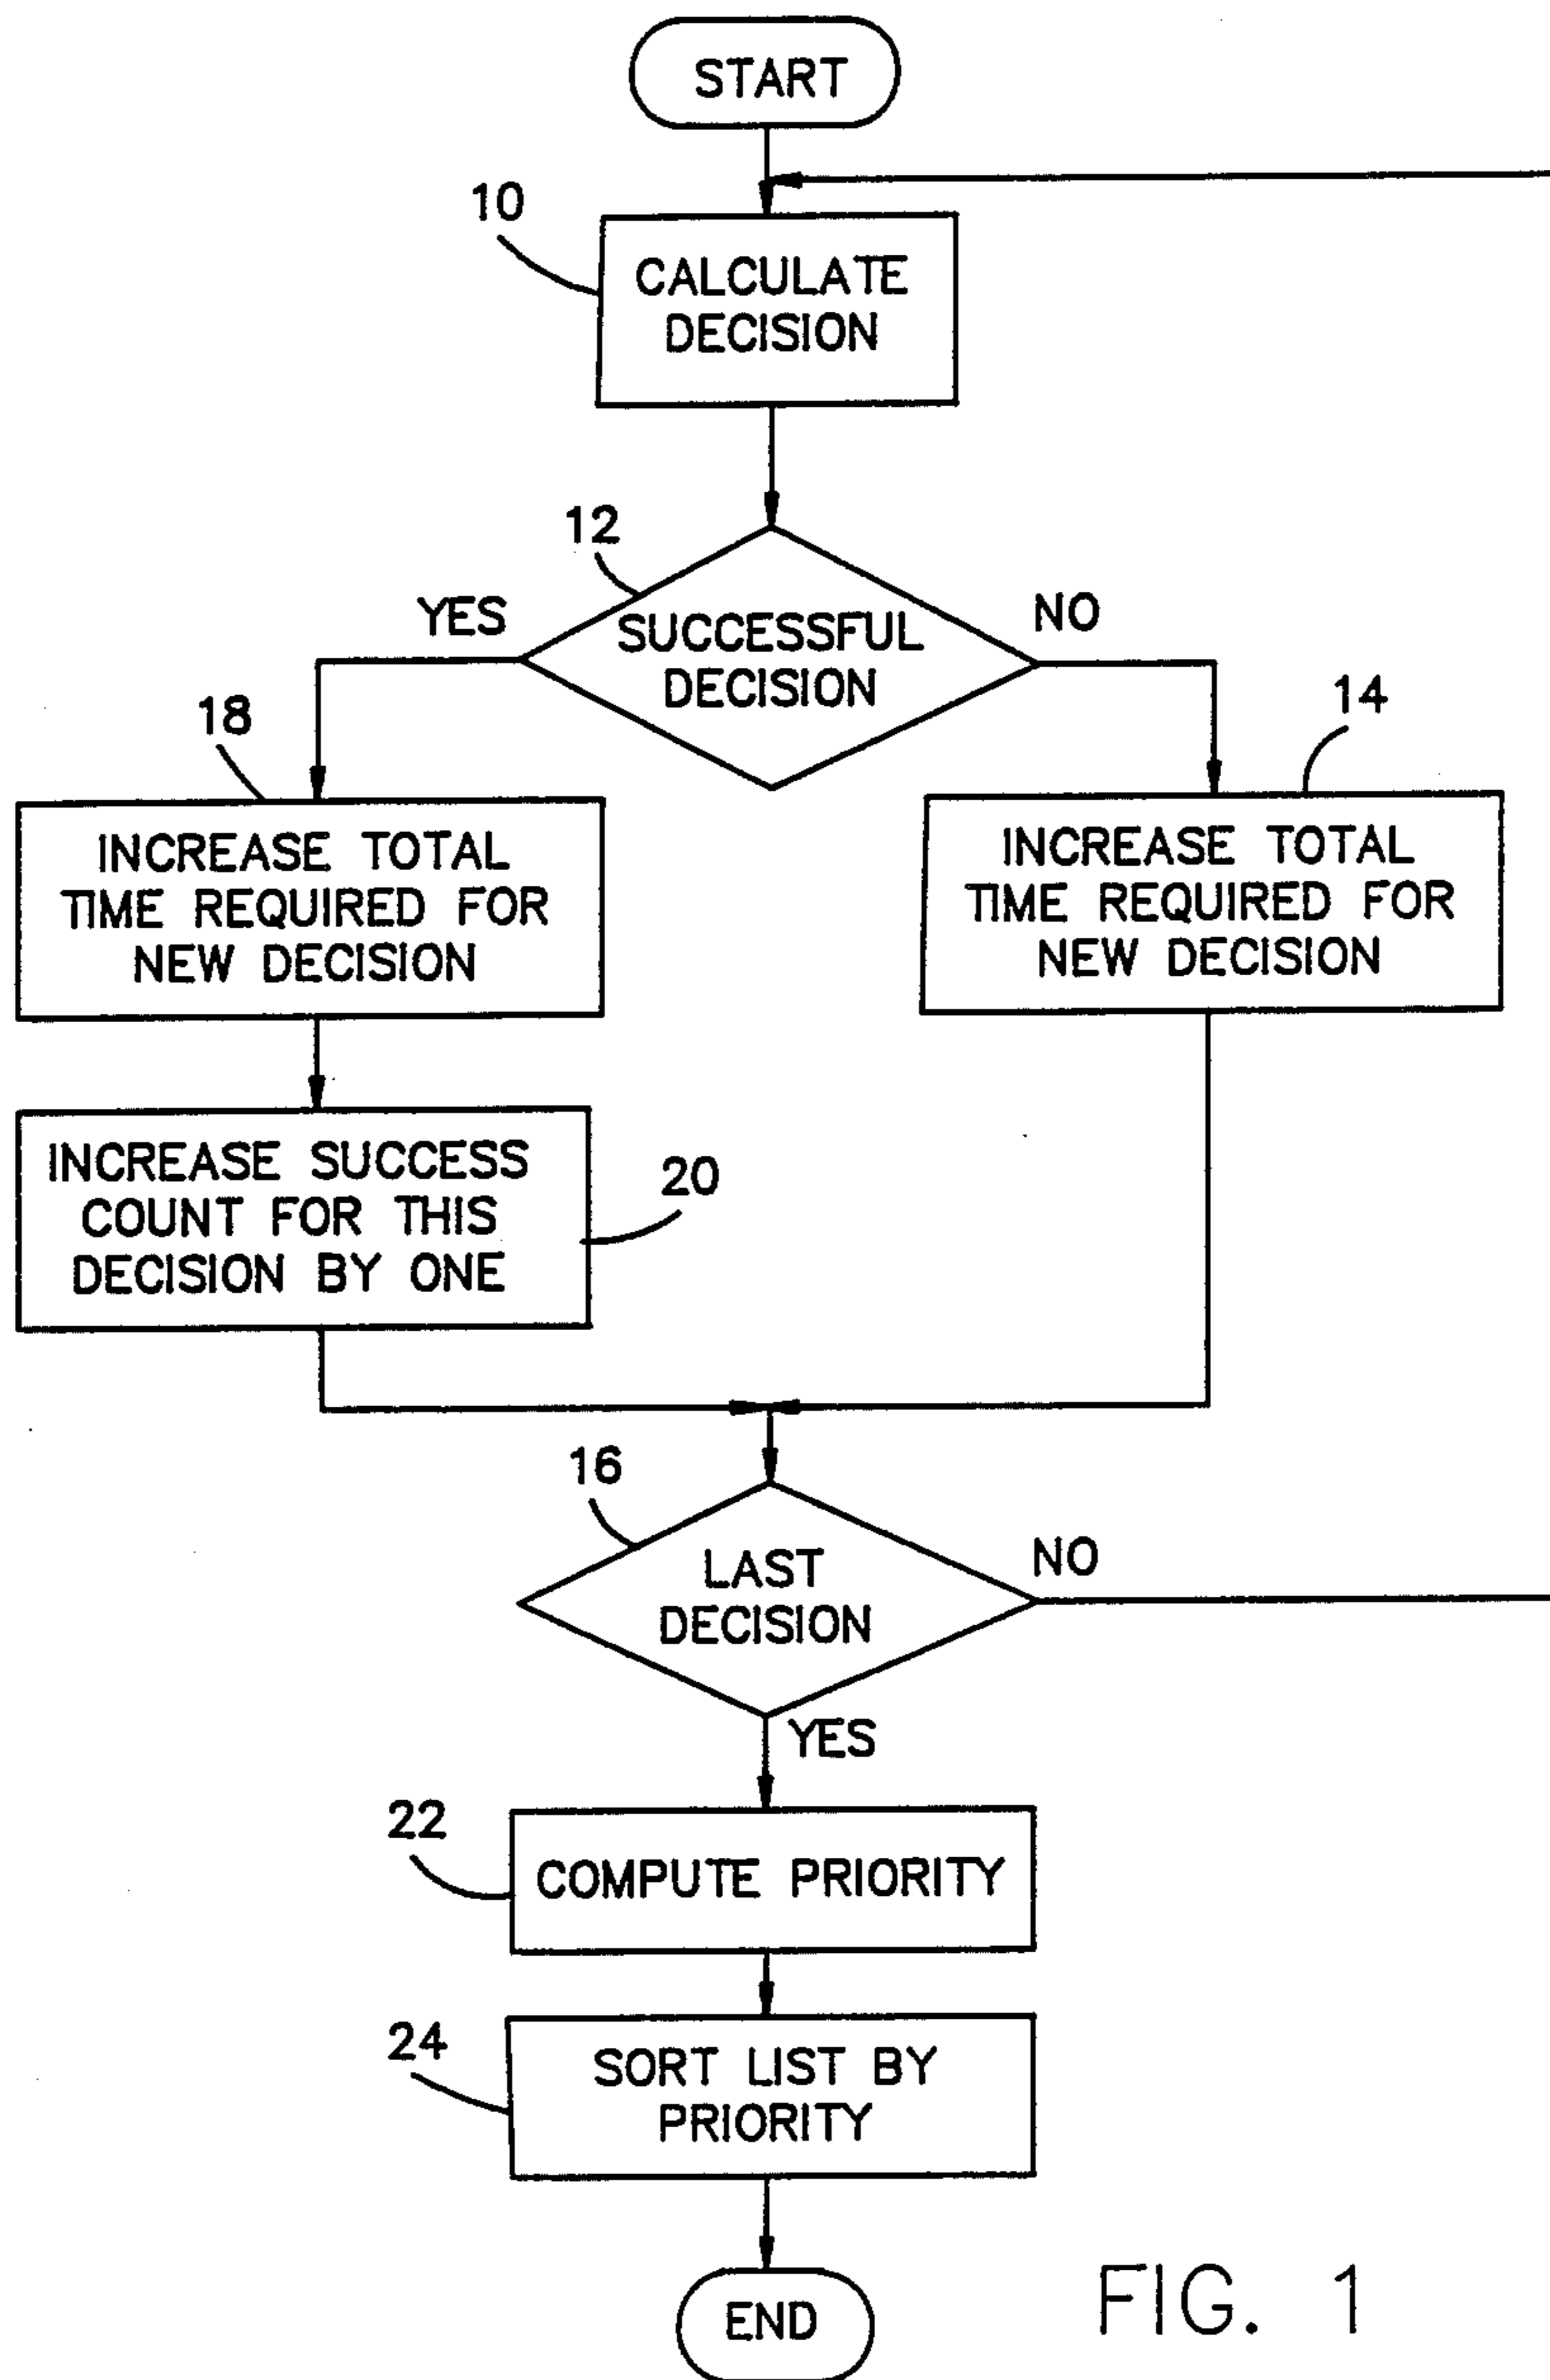 START
10
CALCULATE
DECISION
12
YES
SUCCESSFUL
DECISION
NO
18
14
INCREASE TOTAL
TIME REQUIRED FOR
NEW DECISION
INCREASE TOTAL
TIME REQUIRED FOR
NEW DECISION
INCREASE SUCCESS
COUNT FOR THIS
DECISION BY ONE
20
16
LAST
DECISION
NO
YES
22
COMPUTE PRIORITY
24
SORT LIST BY
PRIORITY
END
FIG. 1